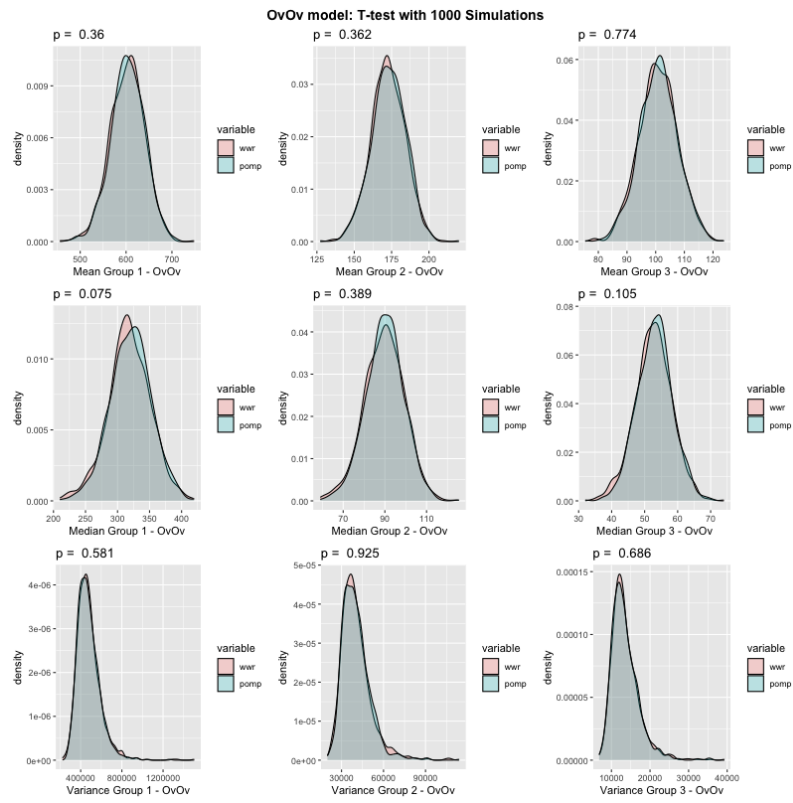 OvOv model: T-test with 1000 Simulations
p = 0.36
0.009
0.006
0.003
0.000
density
500 600 700
Mean Group 1 - OvOv
variable
wwr
pomp
p = 0.362
0.03
0.02
0.01
0.00
density
125 150 175 200
Mean Group 2 - OvOv
variable
wwr
pomp
p = 0.774
0.06
0.04
0.02
0.00
density
80 90 100 110 120
Mean Group 3 - OvOv
variable
wwr
pomp
p = 0.075
0.010
0.005
0.000
density
200 250 300 350 400
Median Group 1 - OvOv
variable
wwr
pomp
p = 0.389
0.04
0.03
0.02
0.01
0.00
density
70 90 110
Median Group 2 - OvOv
variable
wwr
pomp
p = 0.105
0.08
0.06
0.04
0.02
0.00
density
30 40 50 60 70
Median Group 3 - OvOv
variable
wwr
pomp
p = 0.581
4e-06
3e-06
2e-06
1e-06
0e+00
density
400000 800000 1200000
Variance Group 1 - OvOv
variable
wwr
pomp
p = 0.925
5e-05
4e-05
3e-05
2e-05
1e-05
0e+00
density
30000 60000 90000
Variance Group 2 - OvOv
variable
wwr
pomp
p = 0.686
0.00015
0.00010
0.00005
0.00000
density
10000 20000 30000 40000
Variance Group 3 - OvOv
variable
wwr
pomp